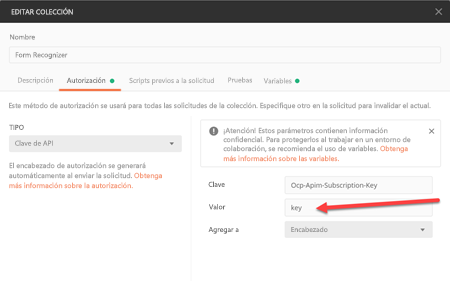 EDITAR COLECCIÓN
Nombre
Form Recognizer
Descripción Autorización Scripts previos a la solicitud Pruebas Variables
Este método de autorización se usará para todas las solicitudes de la colección. Especifique otro en la solicitud para invalidar el actual.
TIPO
Clave de API
El encabezado de autorización se generará
automáticamente al enviar la solicitud. Obtenga
más información sobre la autorización.
¡Atención! Estos parámetros contienen información
confidencial. Para protegerlos al trabajar en un entorno de
colaboración, se recomienda el uso de variables. Obtenga
más información sobre las variables.
Clave Ocp-Apim-Subscription-Key
Valor key
Agregar a Encabezado